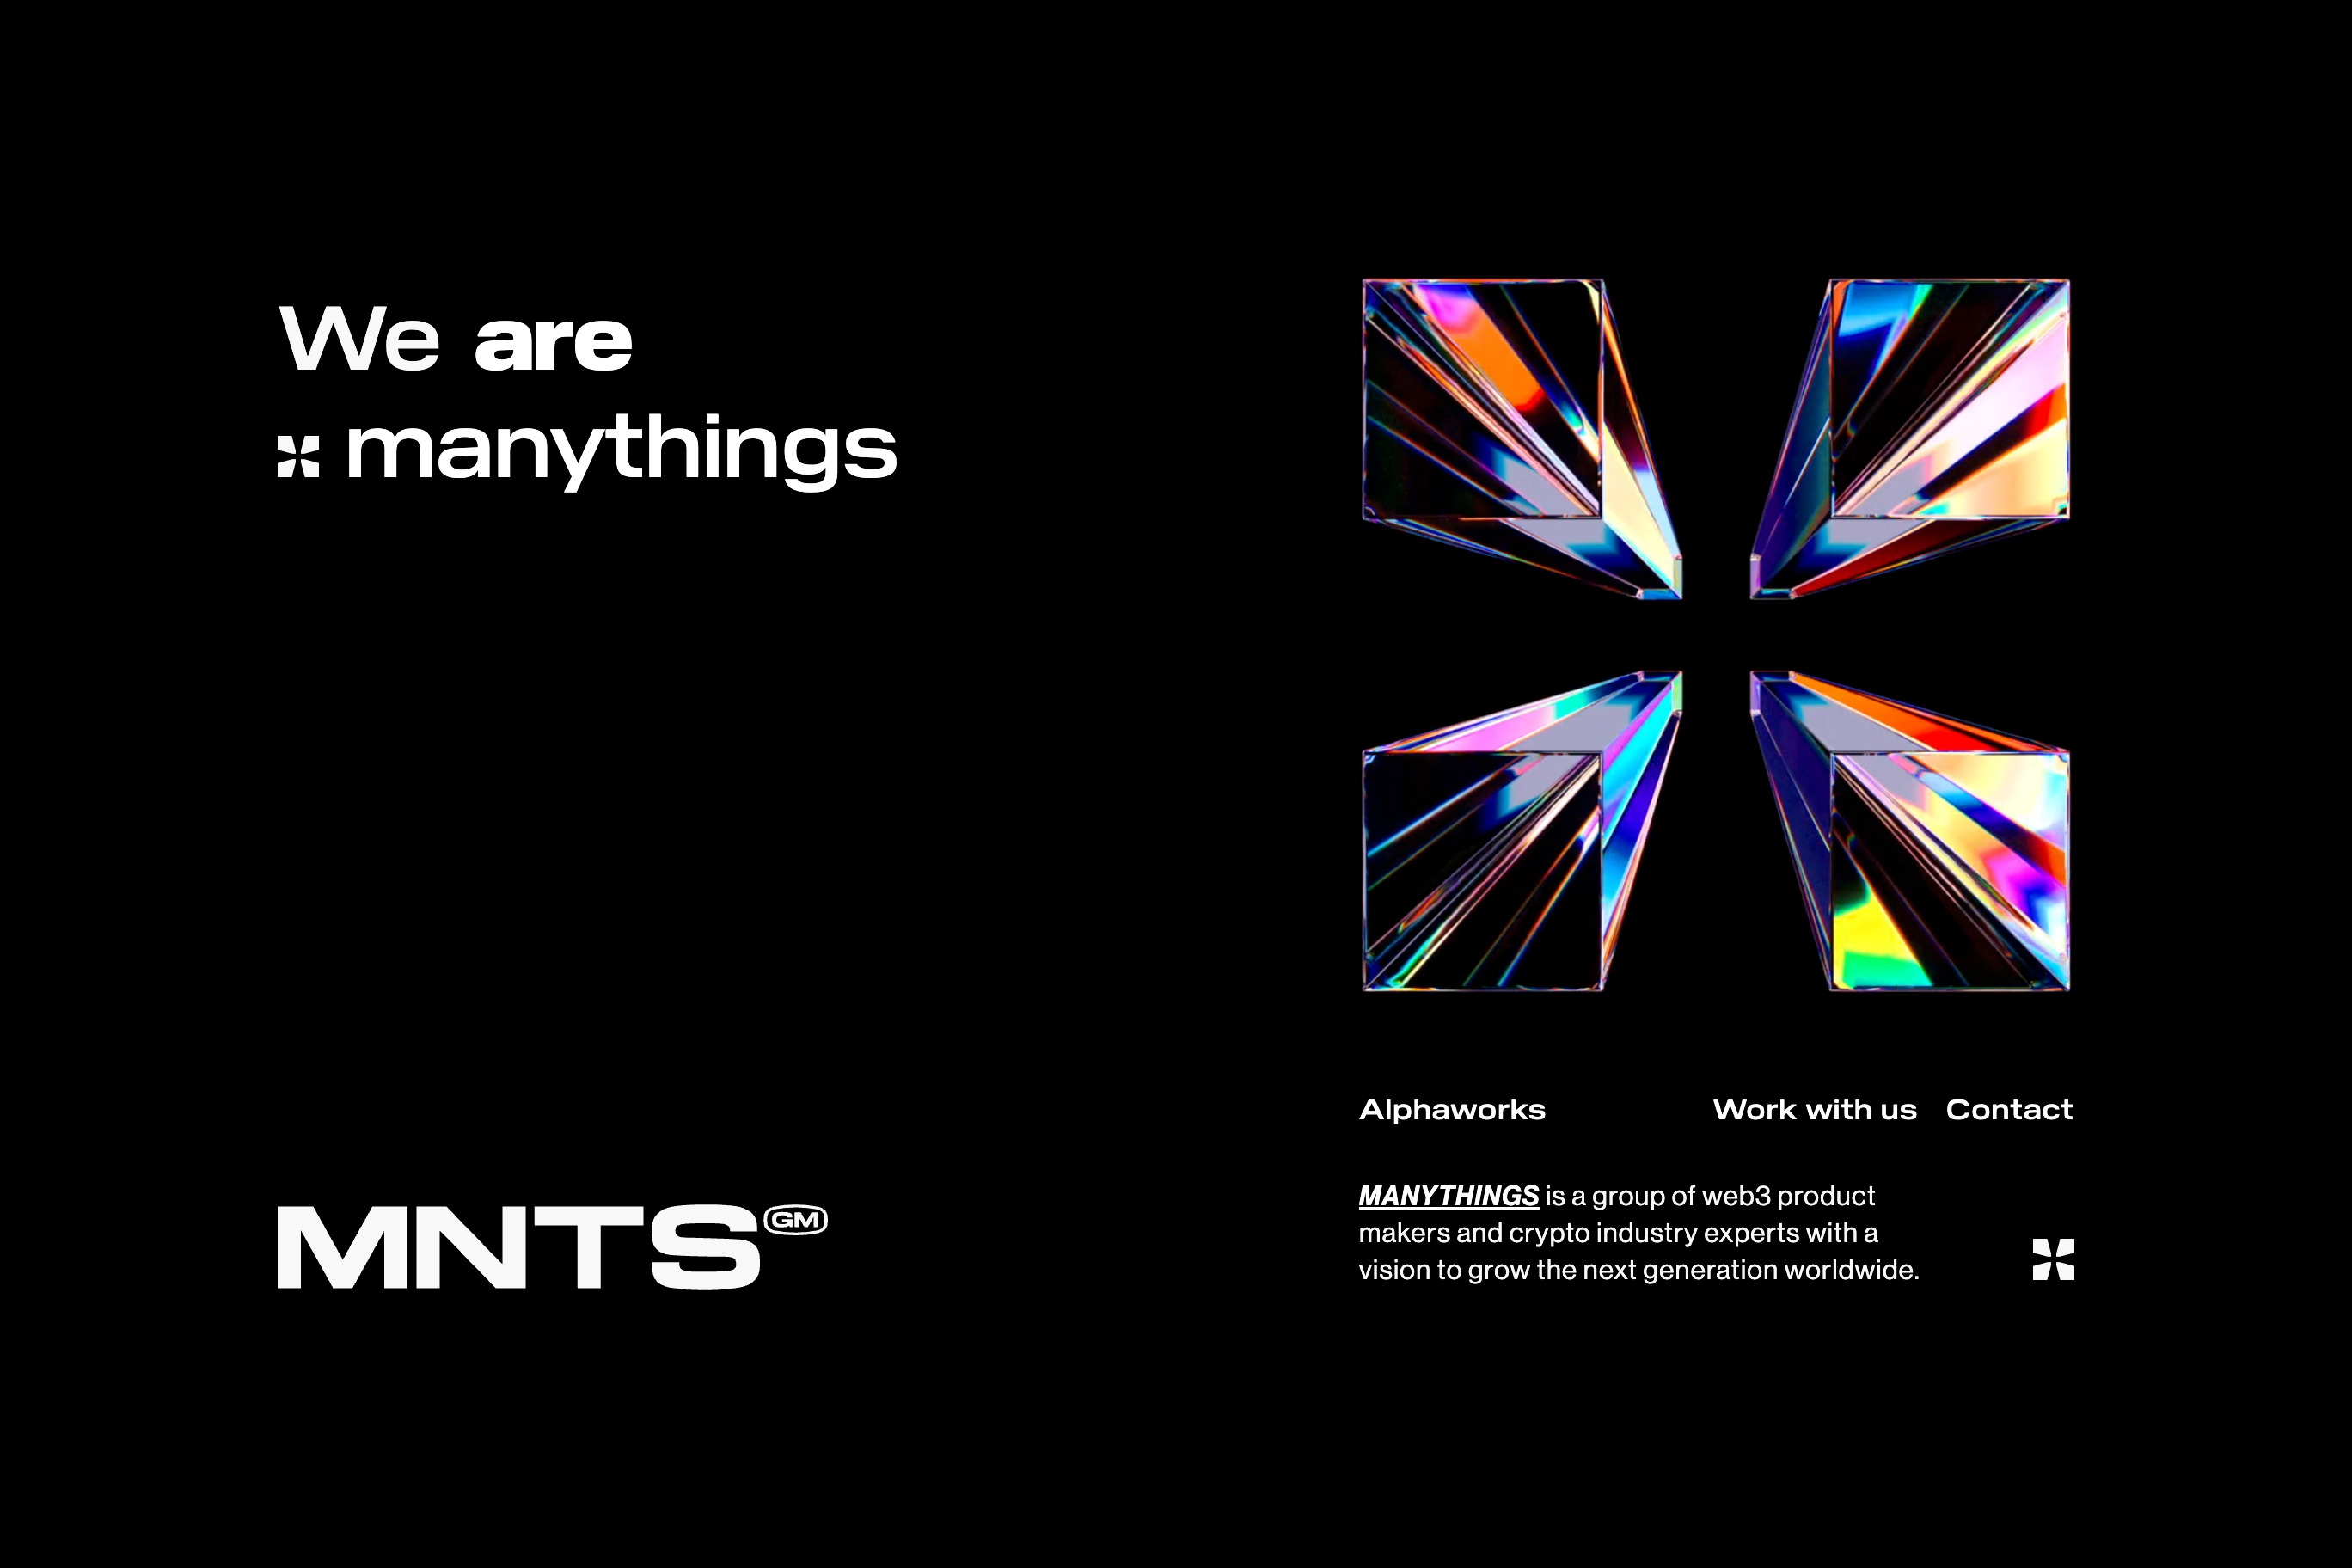 We are
manythings
MNTS GM
Alphaworks Work with us Contact
MANYTHINGS is a group of web3 product
makers and crypto industry experts with a
vision to grow the next generation worldwide.